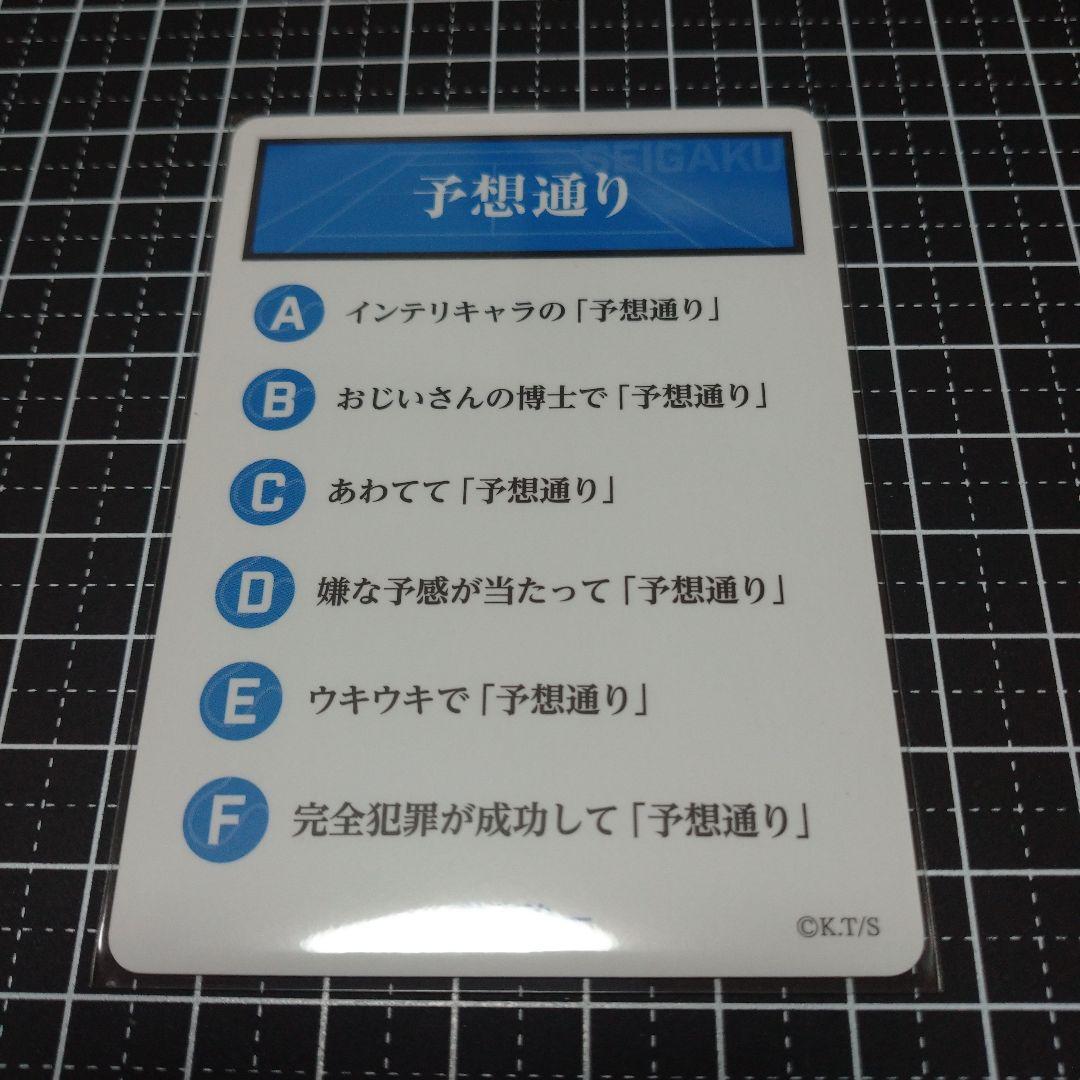 SEIGAKU
予想通り
A インテリキャラの「予想通り」
B おじいさんの博士で「予想通り」
C あわてて「予想通り」
D 嫌な予感が当たって「予想通り」
E ウキウキで「予想通り」
F 完全犯罪が成功して「予想通り」
©K.T/S